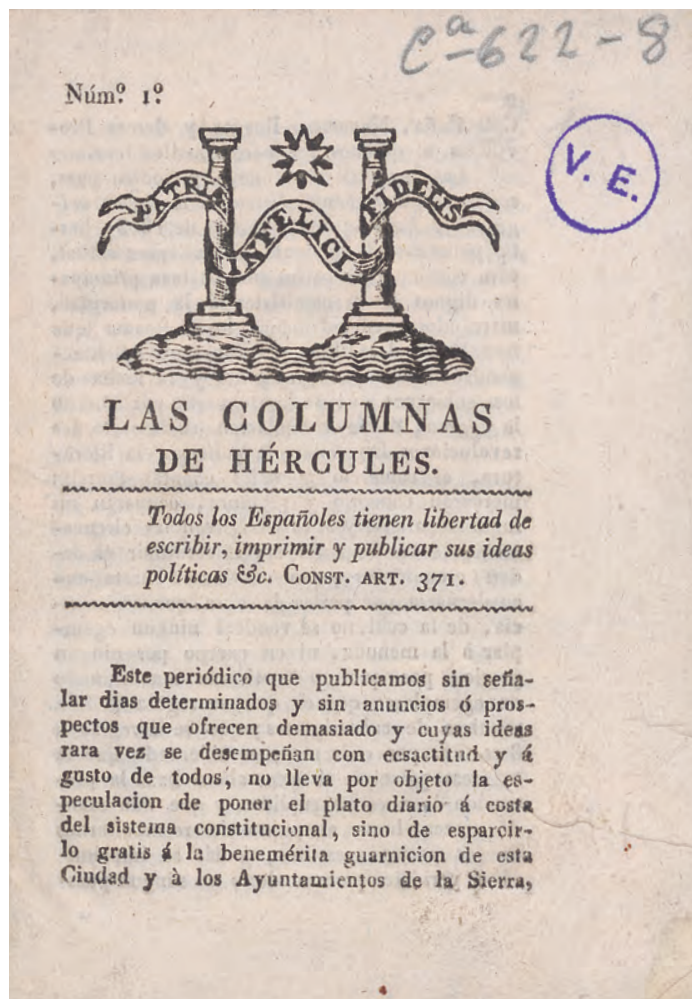 Cª-622-8
Núm.º 1.º
V. E.
PATRIÆ INFELICI FIDELIS
LAS COLUMNAS
DE HÉRCULES.
Todos los Españoles tienen libertad de
escribir, imprimir y publicar sus ideas
políticas &c. CONST. ART. 371.
Este periódico que publicamos sin seña-
lar dias determinados y sin anuncios ó pros-
pectos que ofrecen demasiado y cuyas ideas
rara vez se desempeñan con ecsactitud y á
gusto de todos, no lleva por objeto la es-
peculacion de poner el plato diario á costa
del sistema constitucional, sino de esparcir-
lo gratis á la benemérita guarnicion de esta
Ciudad y à los Ayuntamientos de la Sierra,